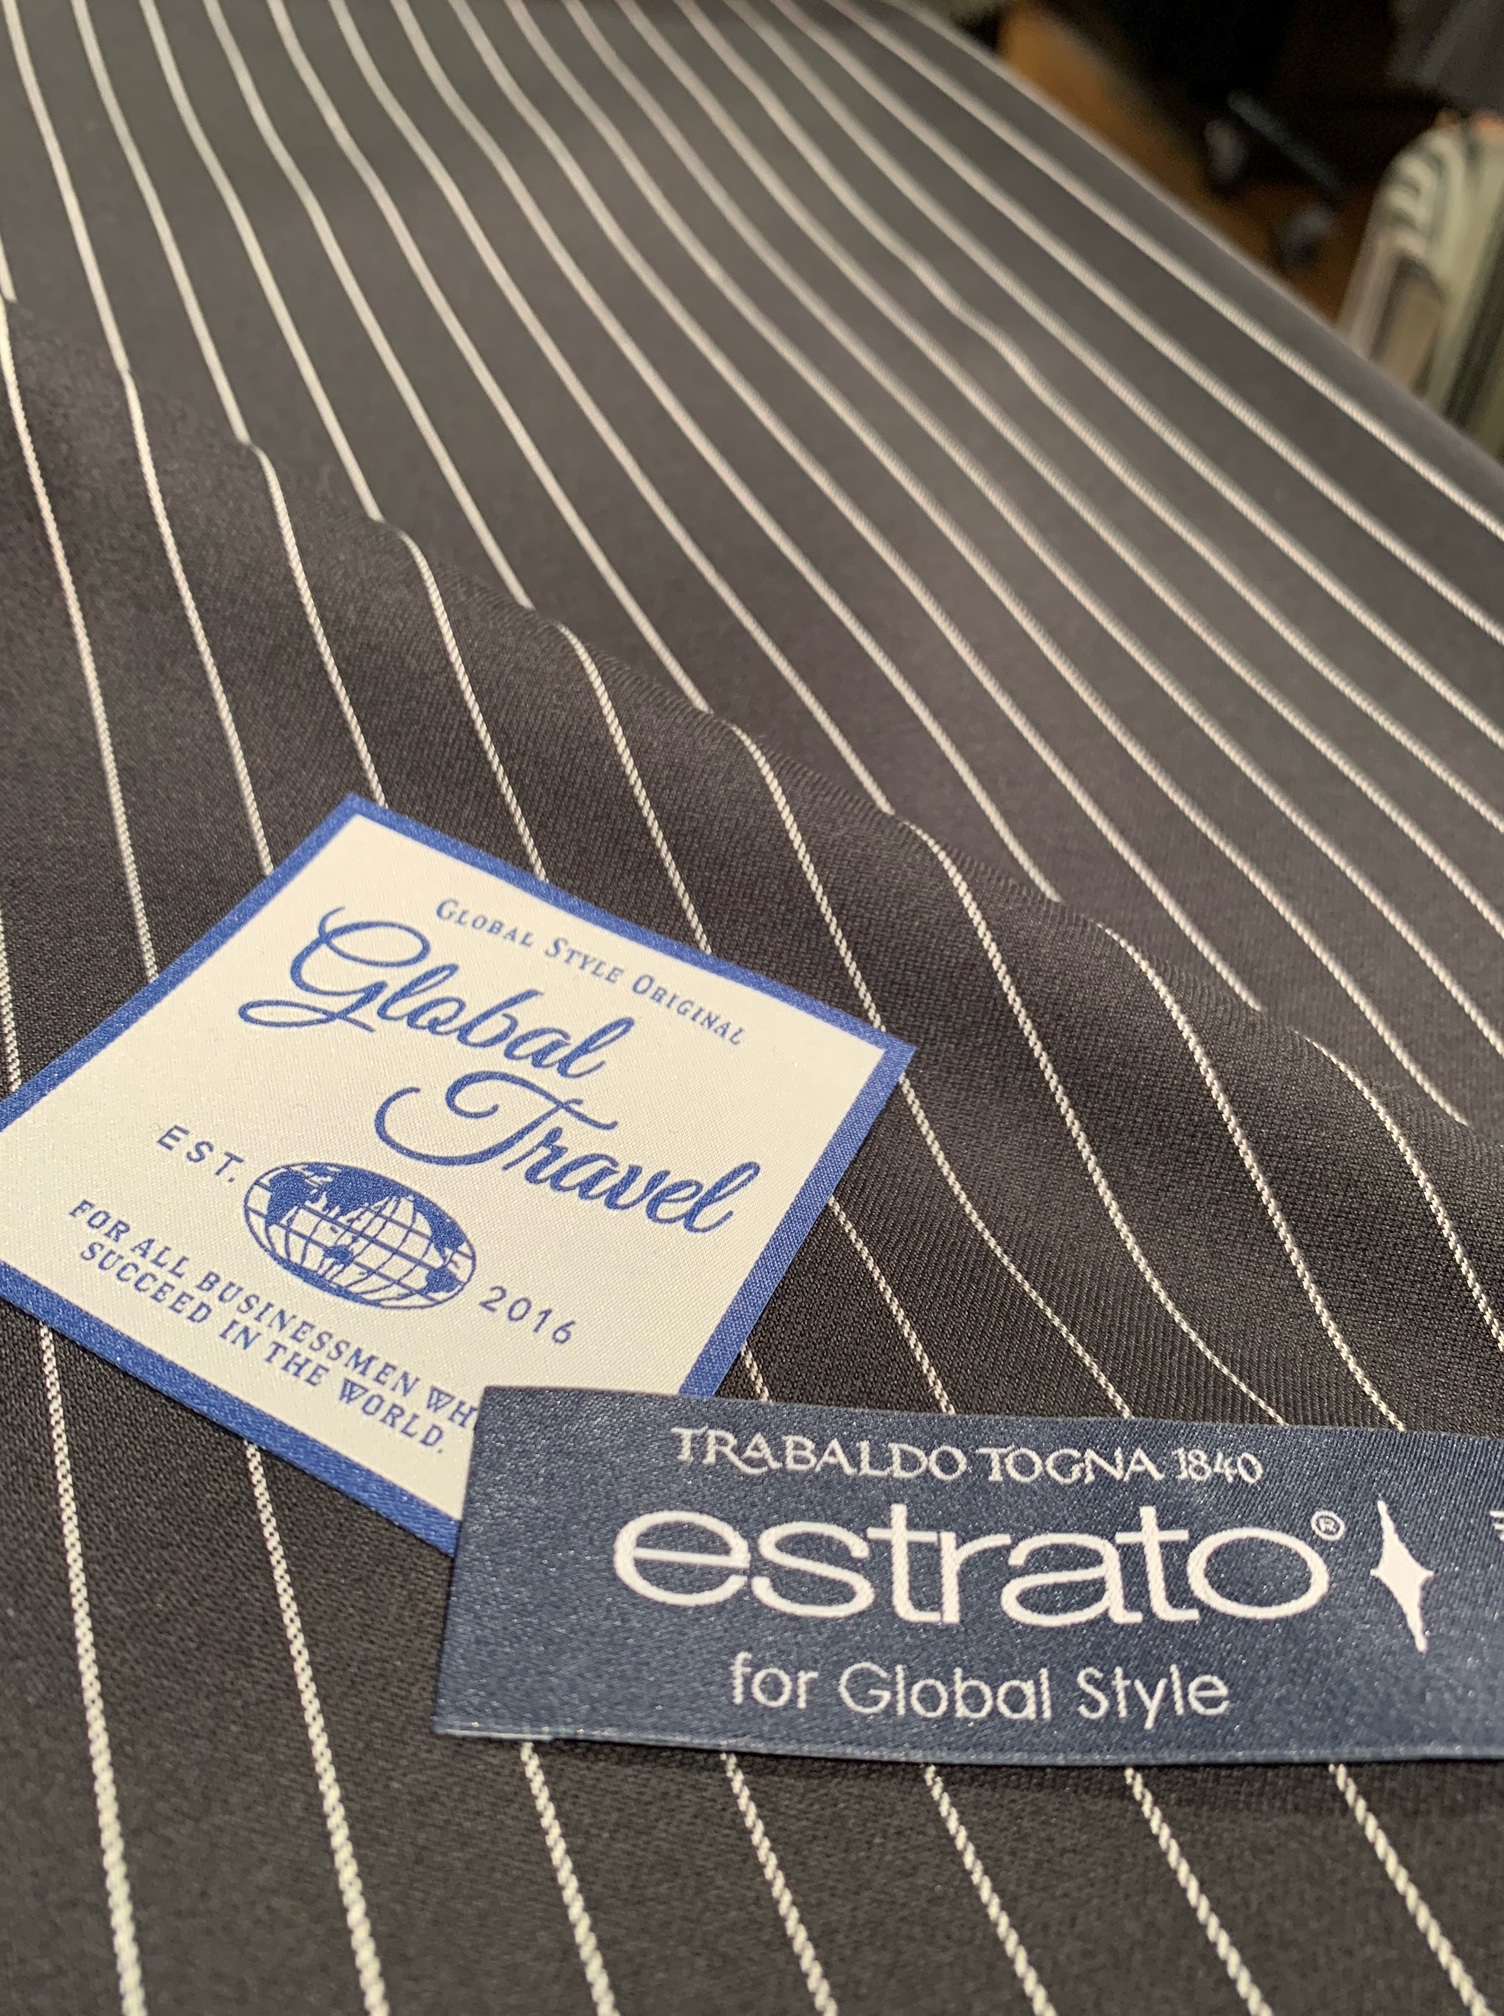 GLOBAL STYLE ORIGINAL
Global
Travel
EST. 2016
FOR ALL BUSINESSMEN
SUCCEED IN THE WORLD.
TRABALDO TOGNA 1840
estrato®
for Global Style